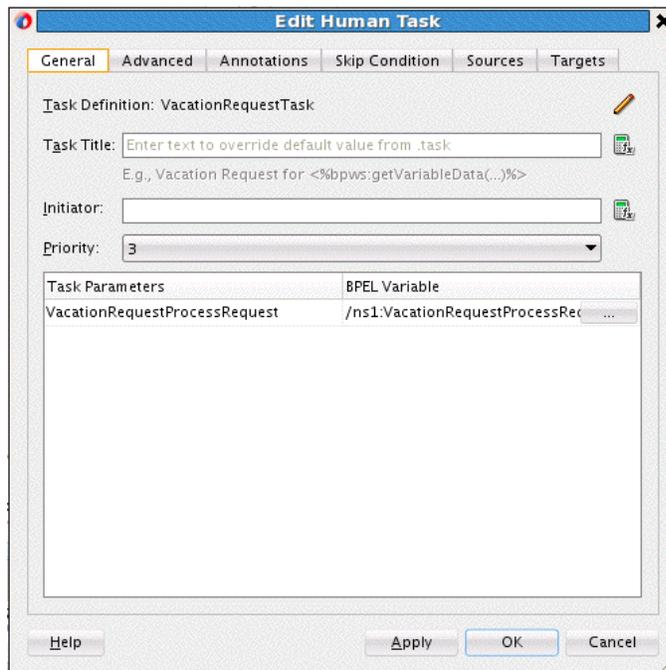 Edit Human Task
General Advanced Annotations Skip Condition Sources Targets
Task Definition: VacationRequestTask
Task Title: Enter text to override default value from .task
E.g., Vacation Request for <%bpws:getVariableData(...)%>
Initiator:
Priority: 3
Task Parameters BPEL Variable
VacationRequestProcessRequest /ns1:VacationRequestProcessRec ...
Help Apply OK Cancel